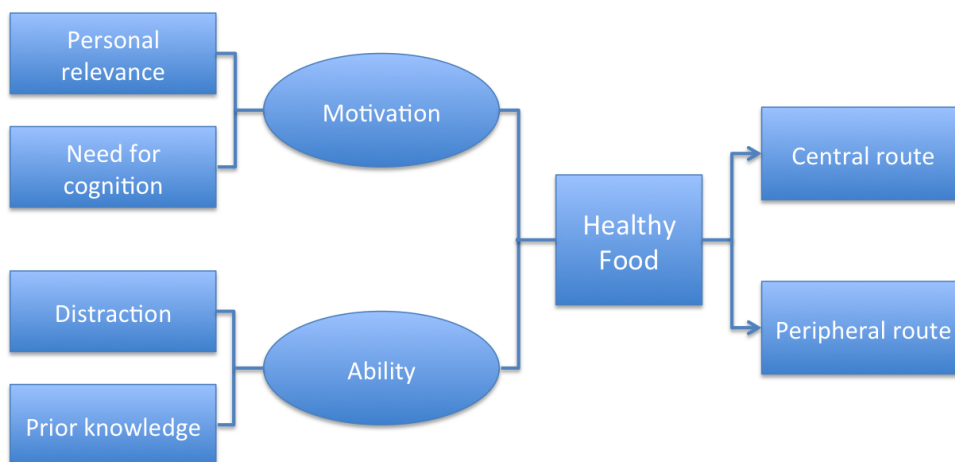 Personal
relevance
Need for
cognition
Motivation
Distraction
Prior knowledge
Ability
Healthy
Food
Central route
Peripheral route